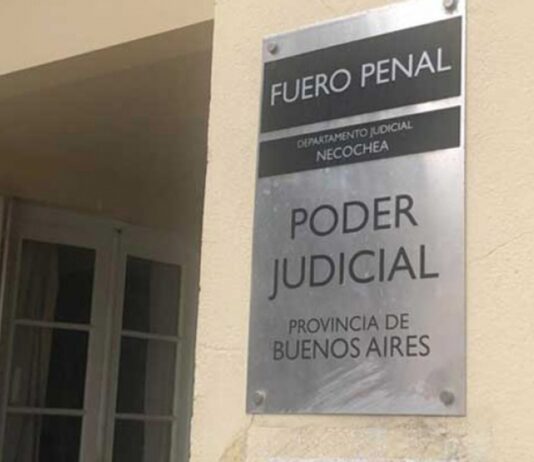 FUERO PENAL
DEPARTAMENTO JUDICIAL
NECOCHEA
PODER
JUDICIAL
PROVINCIA DE
BUENOS AIRES